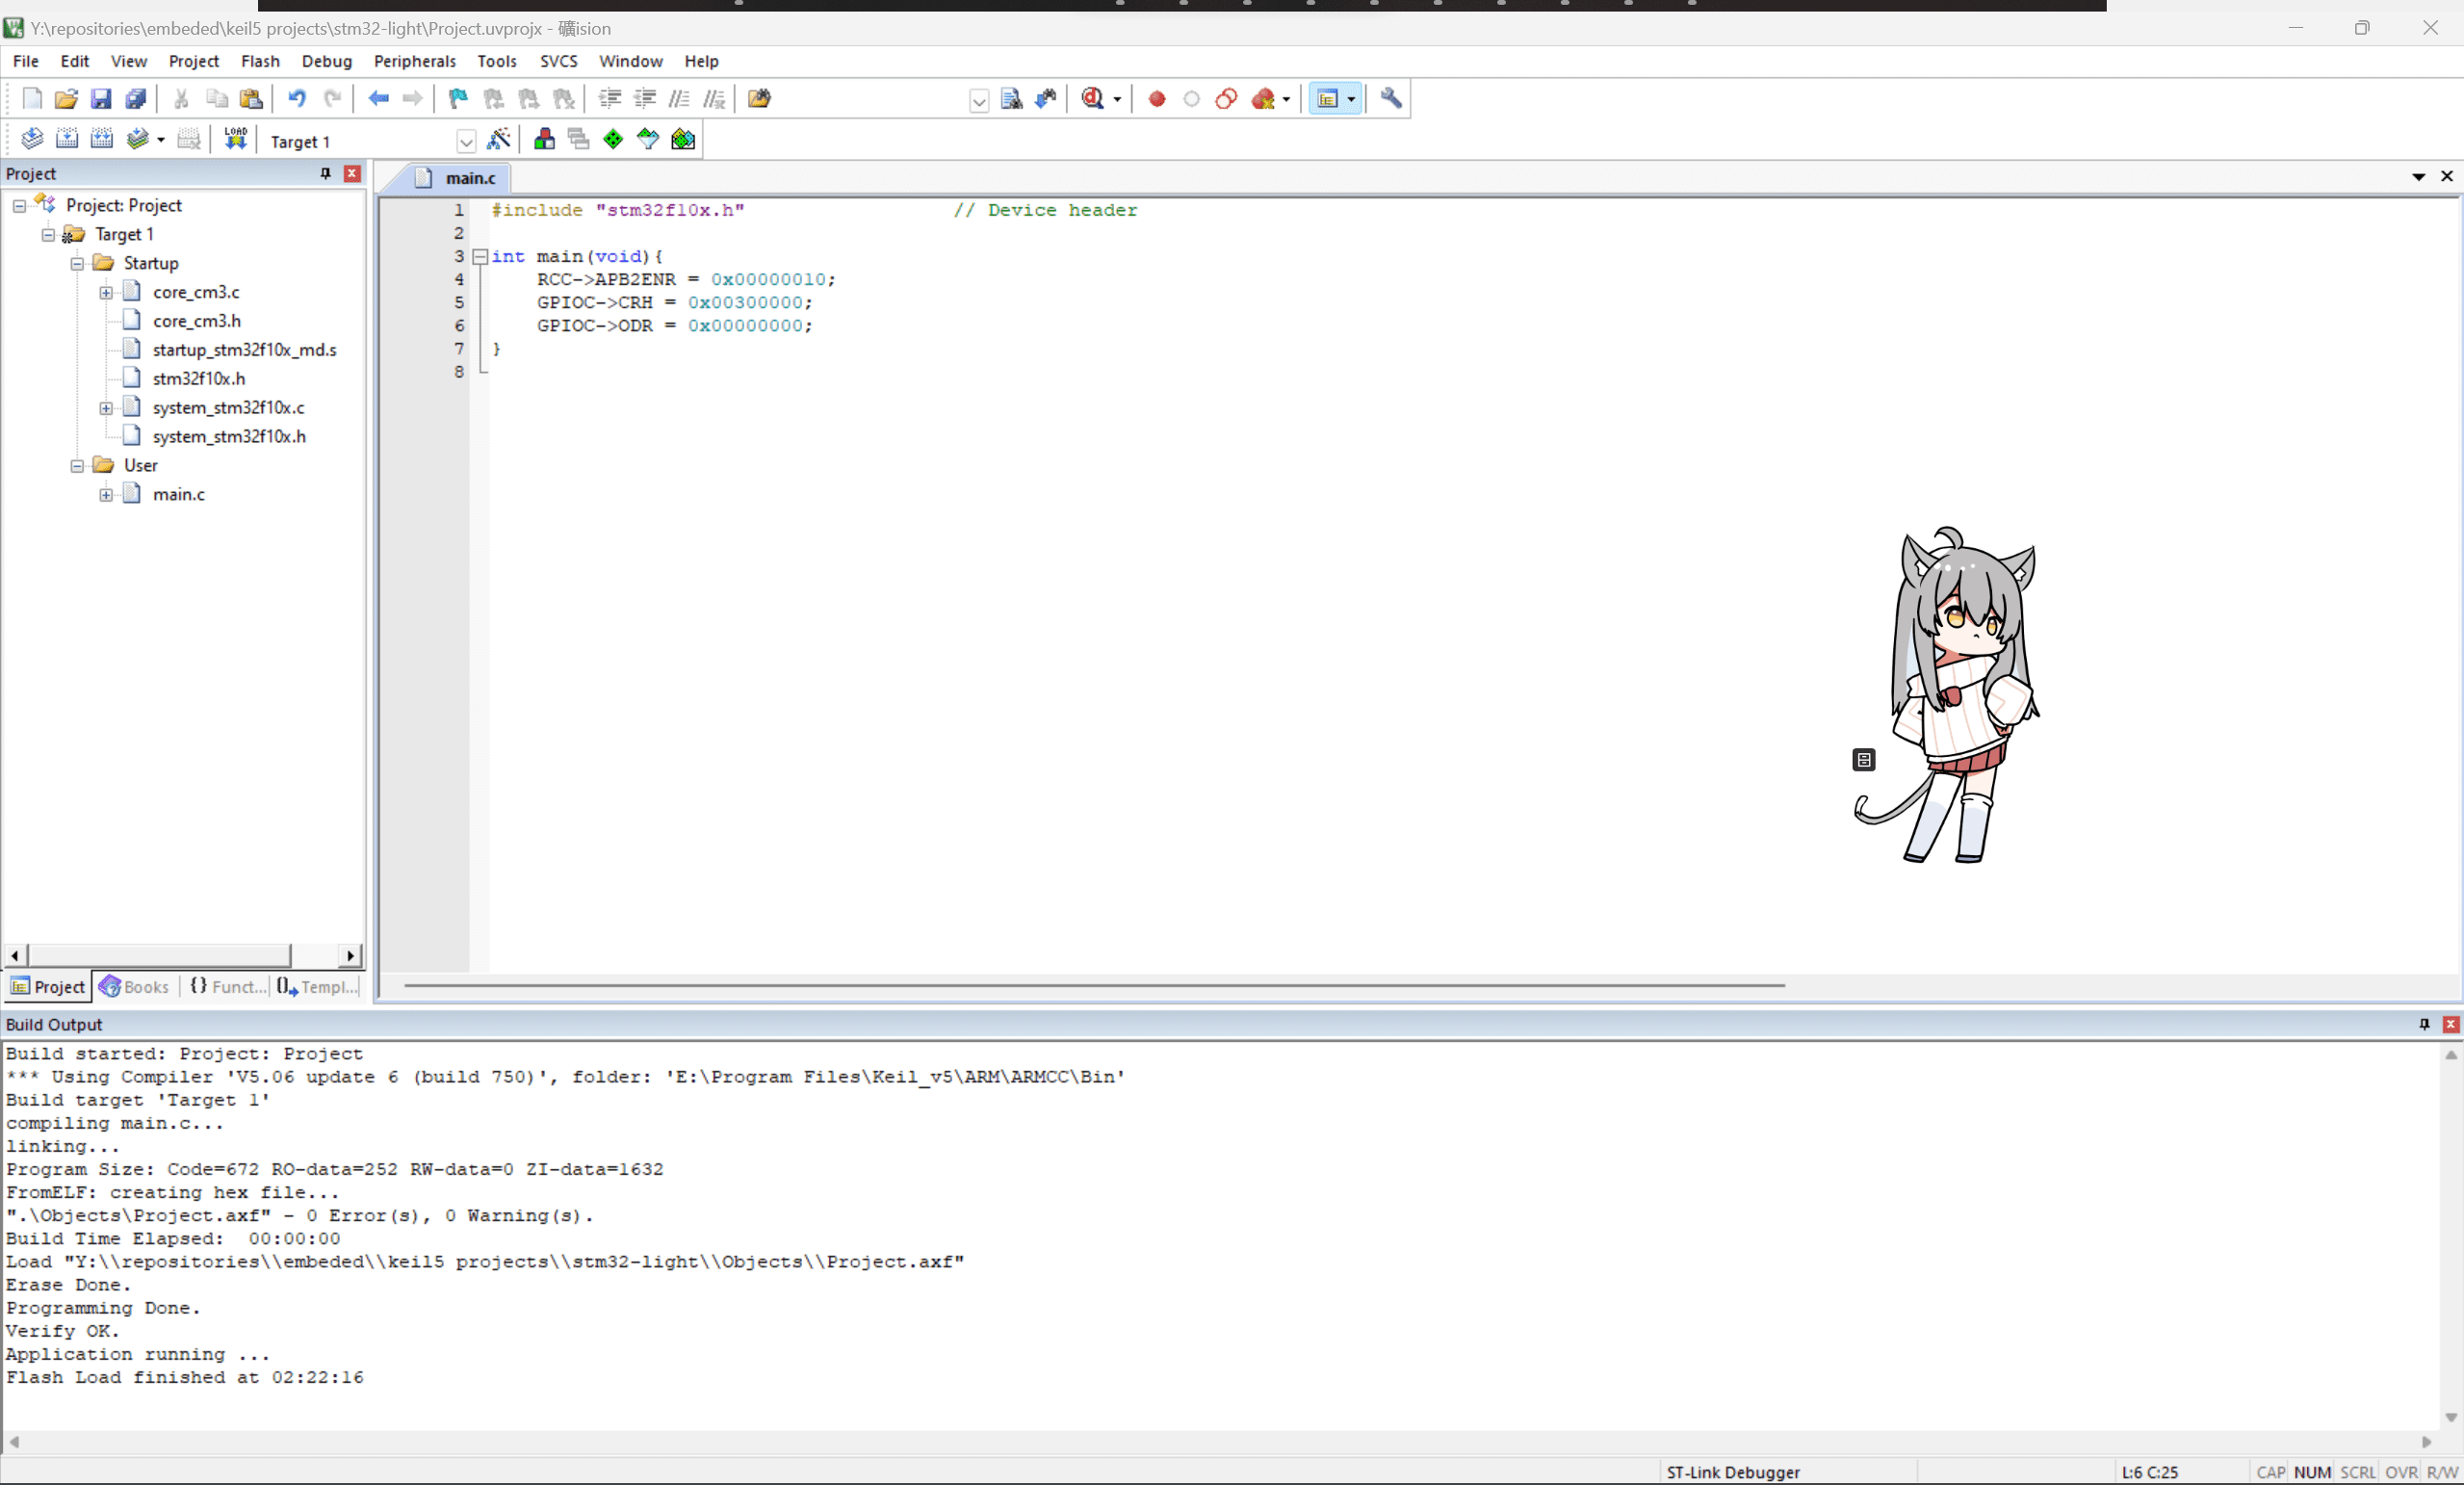 Y:\repositories\embeded\keil5 projects\stm32-light\Project.uvprojx - 礦ision
File Edit View Project Flash Debug Peripherals Tools SVCS Window Help
LOAD Target 1
Project
main.c
Project: Project
Target 1
Startup
core_cm3.c
core_cm3.h
startup_stm32f10x_md.s
stm32f10x.h
system_stm32f10x.c
system_stm32f10x.h
User
main.c
Project Books {} Funct... Templ...
1 #include "stm32f10x.h" // Device header
2
3 int main(void){
4 RCC->APB2ENR = 0x00000010;
5 GPIOC->CRH = 0x00300000;
6 GPIOC->ODR = 0x00000000;
7 }
8
Build Output
Build started: Project: Project
*** Using Compiler 'V5.06 update 6 (build 750)', folder: 'E:\Program Files\Keil_v5\ARM\ARMCC\Bin'
Build target 'Target 1'
compiling main.c...
linking...
Program Size: Code=672 RO-data=252 RW-data=0 ZI-data=1632
FromELF: creating hex file...
".\Objects\Project.axf" - 0 Error(s), 0 Warning(s).
Build Time Elapsed:  00:00:00
Load "Y:\\repositories\\embeded\\keil5 projects\\stm32-light\\Objects\\Project.axf"
Erase Done.
Programming Done.
Verify OK.
Application running ...
Flash Load finished at 02:22:16
ST-Link Debugger L:6 C:25 CAP NUM SCRL OVR R/W